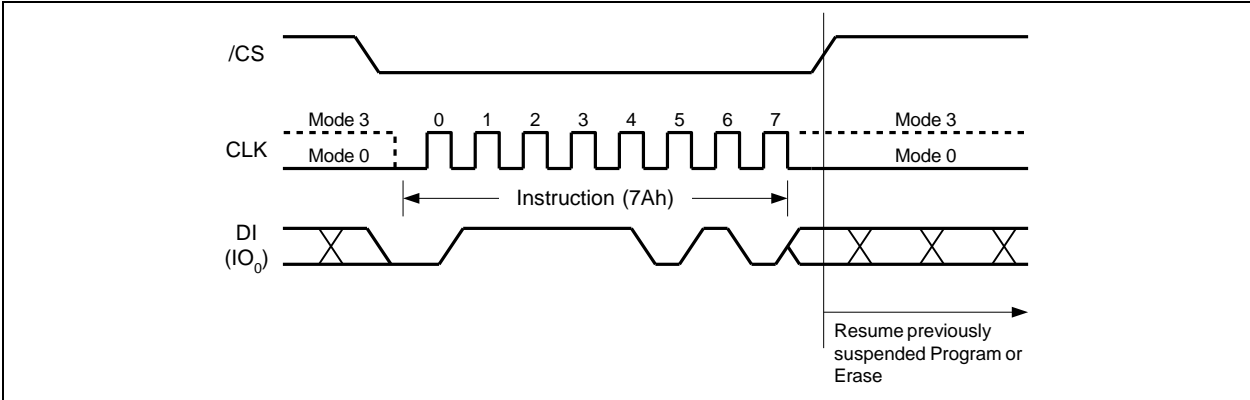 /CS
Mode 3 0 1 2 3 4 5 6 7 Mode 3
CLK
Mode 0 Mode 0
Instruction (7Ah)
DI
(IO0)
Resume previously
suspended Program or
Erase